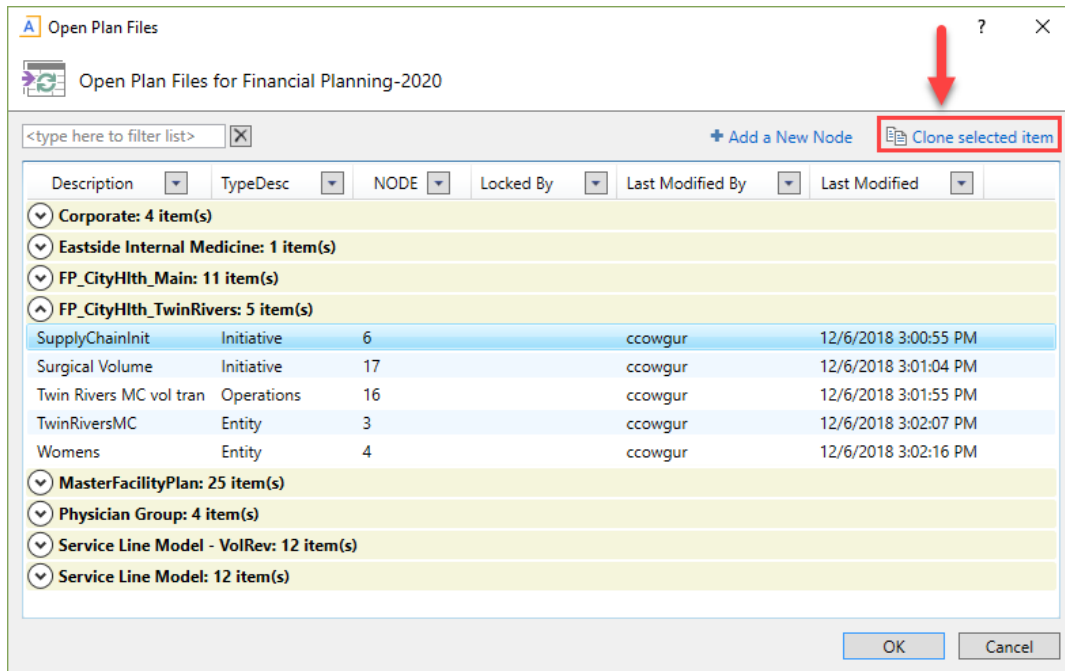 A Open Plan Files ?
Open Plan Files for Financial Planning-2020
<type here to filter list> + Add a New Node Clone selected item
Description TypeDesc NODE Locked By Last Modified By Last Modified
Corporate: 4 item(s)
Eastside Internal Medicine: 1 item(s)
FP_CityHlth_Main: 11 item(s)
FP_CityHlth_TwinRivers: 5 item(s)
SupplyChainInit Initiative 6 ccowgur 12/6/2018 3:00:55 PM
Surgical Volume Initiative 17 ccowgur 12/6/2018 3:01:04 PM
Twin Rivers MC vol tran Operations 16 ccowgur 12/6/2018 3:01:55 PM
TwinRiversMC Entity 3 ccowgur 12/6/2018 3:02:07 PM
Womens Entity 4 ccowgur 12/6/2018 3:02:16 PM
MasterFacilityPlan: 25 item(s)
Physician Group: 4 item(s)
Service Line Model - VolRev: 12 item(s)
Service Line Model: 12 item(s)
OK Cancel